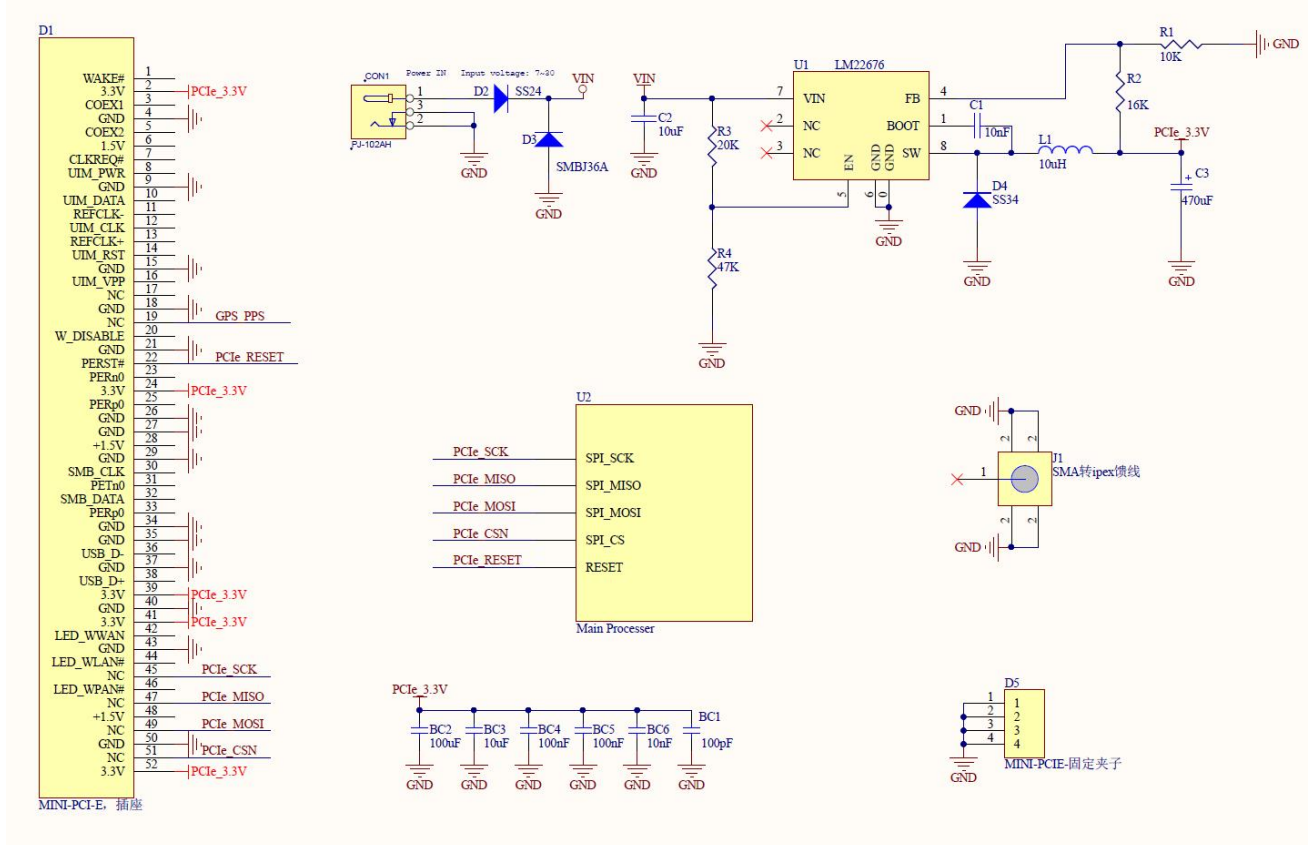 D1
WAKE# 1
3.3V 2 PCIe_3.3V
COEX1 3
GND 4
COEX2 5
1.5V 6
CLKREQ# 7
UIM_PWR 8
GND 9
UIM_DATA 10
REFCLK- 11
UIM_CLK 12
REFCLK+ 13
UIM_RST 14
GND 15
UIM_VPP 16
NC 17
GND 18
NC 19 GPS_PPS
W_DISABLE 20
GND 21
PERST# 22 PCIe_RESET
PERn0 23
3.3V 24 PCIe_3.3V
PERp0 25
GND 26
GND 27
+1.5V 28
GND 29
SMB_CLK 30
PETn0 31
SMB_DATA 32
PERp0 33
GND 34
GND 35
USB_D- 36
GND 37
USB_D+ 38
3.3V 39 PCIe_3.3V
GND 40
3.3V 41 PCIe_3.3V
LED_WWAN 42
GND 43
LED_WLAN# 44
NC 45 PCIe_SCK
LED_WPAN# 46
NC 47 PCIe_MISO
+1.5V 48
NC 49 PCIe_MOSI
GND 50
NC 51 PCIe_CSN
3.3V 52 PCIe_3.3V
MINI-PCI-E，插座
CON1 Power IN Input voltage: 7~30
1
3
2
PJ-102AH
D2 SS24
VIN
D3
SMBJ36A
GND
GND
VIN
C2
10uF
GND
R3
20K
R4
47K
GND
U1 LM22676
7 VIN FB 4
2 NC BOOT 1
3 NC SW 8
EN GND GND
5 6 0
GND
C1
10nF
R1
10K
GND
R2
16K
L1
10uH
PCIe_3.3V
D4
SS34
GND
+ C3
470uF
GND
U2
PCIe_SCK SPI_SCK
PCIe_MISO SPI_MISO
PCIe_MOSI SPI_MOSI
PCIe_CSN SPI_CS
PCIe_RESET RESET
Main Processer
GND
2 2
1
J1
SMA转ipex馈线
2 2
GND
PCIe_3.3V
BC2
100uF
BC3
10uF
BC4
100nF
BC5
100nF
BC6
10nF
BC1
100pF
GND GND GND GND GND GND
D5
1 1
2 2
3 3
4 4
GND
MINI-PCIE-固定夹子